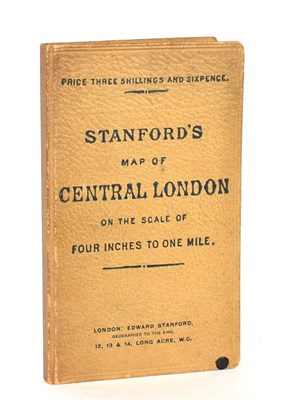 PRICE THREE SHILLINGS AND SIXPENCE.
STANFORD'S
MAP OF
CENTRAL LONDON
ON THE SCALE OF
FOUR INCHES TO ONE MILE.
LONDON: EDWARD STANFORD,
GEOGRAPHER TO THE KING,
12, 13 & 14, LONG ACRE, W.C.